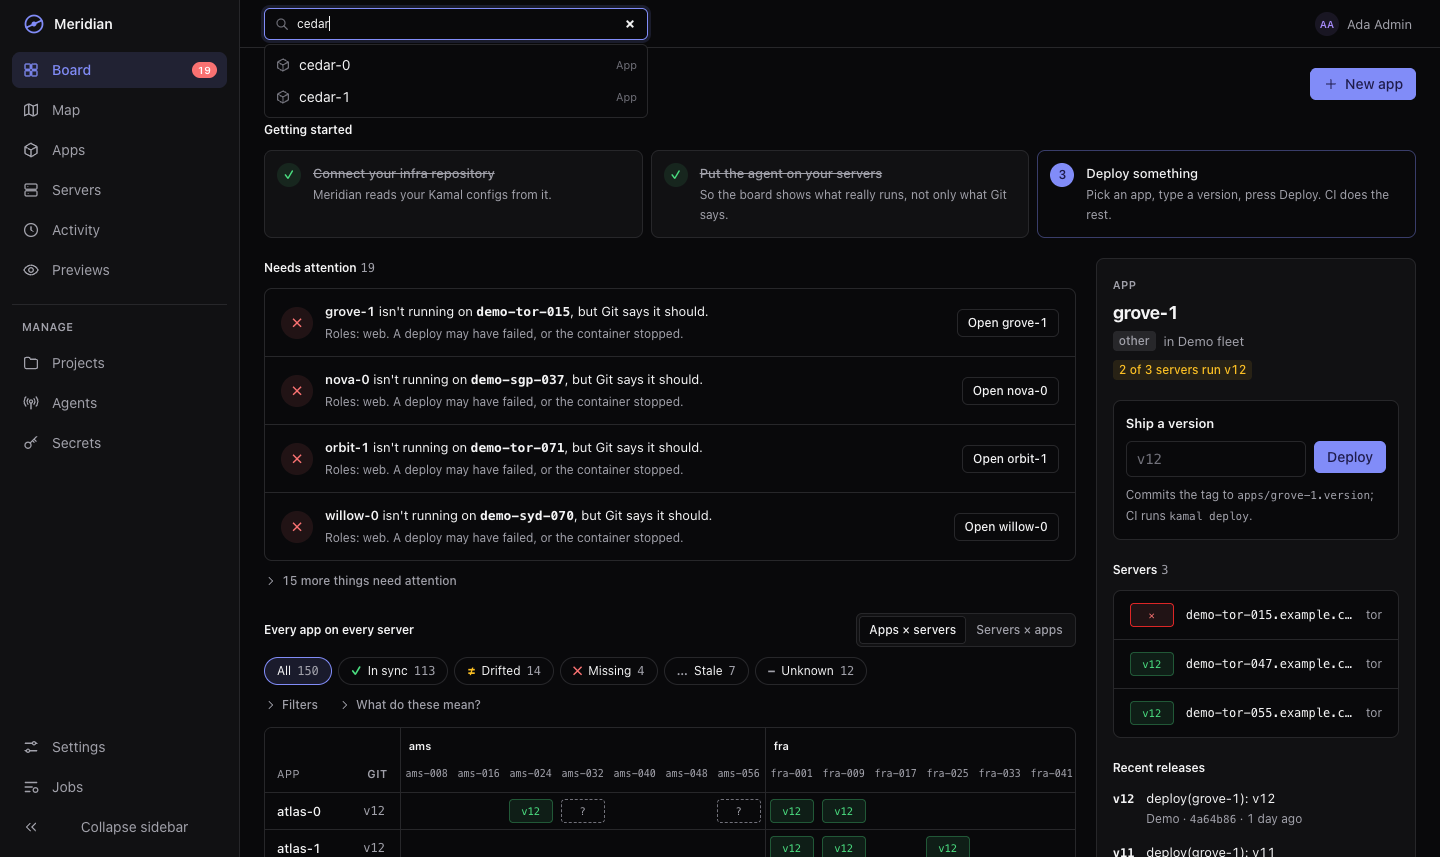 Meridian
Board 19
Map
Apps
Servers
Activity
Previews
MANAGE
Projects
Agents
Secrets
Settings
Jobs
Collapse sidebar
cedar
AA Ada Admin
cedar-0 App
cedar-1 App
New app
Getting started
Connect your infra repository
Meridian reads your Kamal configs from it.
Put the agent on your servers
So the board shows what really runs, not only what Git
says.
3 Deploy something
Pick an app, type a version, press Deploy. CI does the
rest.
Needs attention 19
grove-1 isn't running on demo-tor-015, but Git says it should.
Roles: web. A deploy may have failed, or the container stopped.
Open grove-1
nova-0 isn't running on demo-sgp-037, but Git says it should.
Roles: web. A deploy may have failed, or the container stopped.
Open nova-0
orbit-1 isn't running on demo-tor-071, but Git says it should.
Roles: web. A deploy may have failed, or the container stopped.
Open orbit-1
willow-0 isn't running on demo-syd-070, but Git says it should.
Roles: web. A deploy may have failed, or the container stopped.
Open willow-0
15 more things need attention
Every app on every server
Apps × servers Servers × apps
All 150 In sync 113 ≠ Drifted 14 Missing 4 … Stale 7 – Unknown 12
Filters What do these mean?
ams fra
APP GIT ams-008 ams-016 ams-024 ams-032 ams-040 ams-048 ams-056 fra-001 fra-009 fra-017 fra-025 fra-033 fra-041
atlas-0 v12 v12 ? ? v12 v12
atlas-1 v12 v12 v12 v12
APP
grove-1
other in Demo fleet
2 of 3 servers run v12
Ship a version
v12 Deploy
Commits the tag to apps/grove-1.version;
CI runs kamal deploy.
Servers 3
× demo-tor-015.example.c… tor
v12 demo-tor-047.example.c… tor
v12 demo-tor-055.example.c… tor
Recent releases
v12 deploy(grove-1): v12
Demo · 4a64b86 · 1 day ago
v11 deploy(grove-1): v11